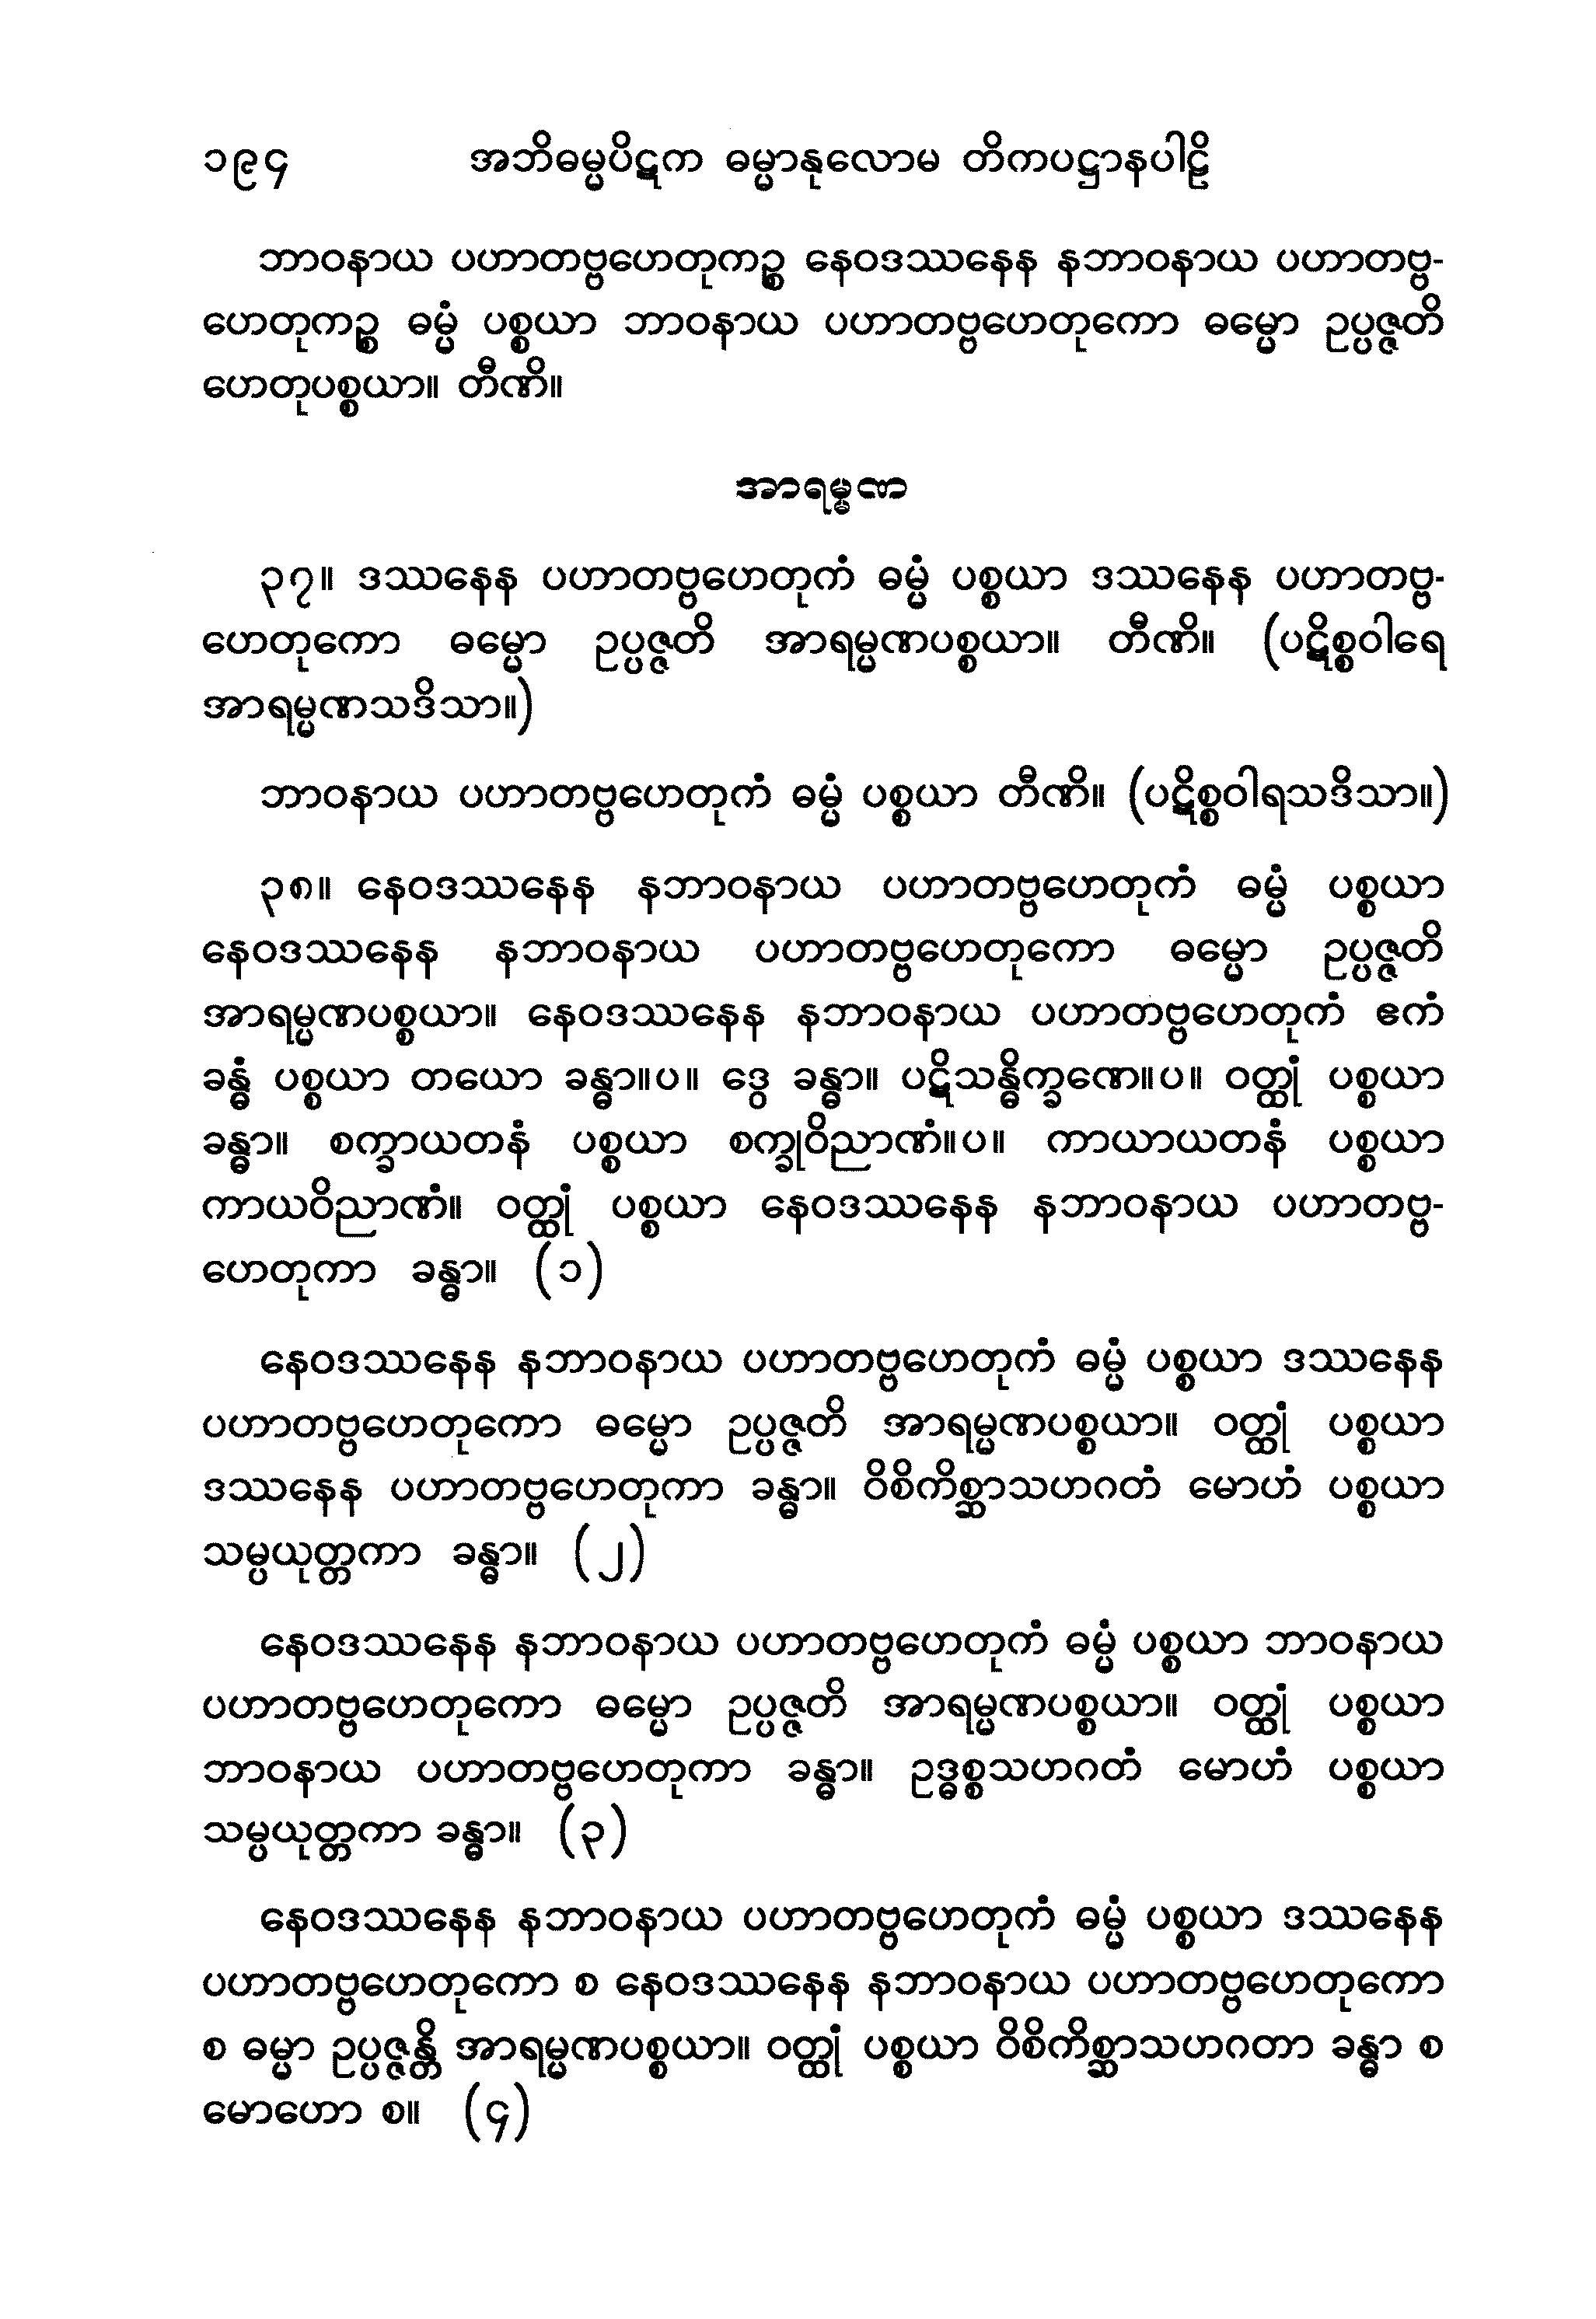 ၁၉၄ အဘိဓမ္မပိဋက ဓမ္မာနုလောမ တိကပဋ္ဌာနပါဠိ
ဘာဝနာယ ပဟာတဗ္ဗဟေတုကဉ္စ နေဝဒဿနေန နဘာဝနာယ ပဟာတဗ္ဗ-
ဟေတုကဉ္စ ဓမ္မံ ပစ္စယာ ဘာဝနာယ ပဟာတဗ္ဗဟေတုကော ဓမ္မော ဥပ္ပဇ္ဇတိ
ဟေတုပစ္စယာ။ တီဏိ။
အာရမ္မဏ
၃၇။ ဒဿနေန ပဟာတဗ္ဗဟေတုကံ ဓမ္မံ ပစ္စယာ ဒဿနေန ပဟာတဗ္ဗ-
ဟေတုကော ဓမ္မော ဥပ္ပဇ္ဇတိ အာရမ္မဏပစ္စယာ။ တီဏိ။ (ပဋိစ္စဝါရေ
အာရမ္မဏသဒိသာ။)
ဘာဝနာယ ပဟာတဗ္ဗဟေတုကံ ဓမ္မံ ပစ္စယာ တီဏိ။ (ပဋိစ္စဝါရသဒိသာ။)
၃၈။ နေဝဒဿနေန နဘာဝနာယ ပဟာတဗ္ဗဟေတုကံ ဓမ္မံ ပစ္စယာ
နေဝဒဿနေန နဘာဝနာယ ပဟာတဗ္ဗဟေတုကော ဓမ္မော ဥပ္ပဇ္ဇတိ
အာရမ္မဏပစ္စယာ။ နေဝဒဿနေန နဘာဝနာယ ပဟာတဗ္ဗဟေတုကံ ဧကံ
ခန္ဓံ ပစ္စယာ တယော ခန္ဓာ။ပ။ ဒွေ ခန္ဓာ။ ပဋိသန္ဓိက္ခဏေ။ပ။ ဝတ္ထုံ ပစ္စယာ
ခန္ဓာ။ စက္ခာယတနံ ပစ္စယာ စက္ခုဝိညာဏံ။ပ။ ကာယာယတနံ ပစ္စယာ
ကာယဝိညာဏံ။ ဝတ္ထုံ ပစ္စယာ နေဝဒဿနေန နဘာဝနာယ ပဟာတဗ္ဗ-
ဟေတုကာ ခန္ဓာ။ (၁)
နေဝဒဿနေန နဘာဝနာယ ပဟာတဗ္ဗဟေတုကံ ဓမ္မံ ပစ္စယာ ဒဿနေန
ပဟာတဗ္ဗဟေတုကော ဓမ္မော ဥပ္ပဇ္ဇတိ အာရမ္မဏပစ္စယာ။ ဝတ္ထုံ ပစ္စယာ
ဒဿနေန ပဟာတဗ္ဗဟေတုကာ ခန္ဓာ။ ဝိစိကိစ္ဆာသဟဂတံ မောဟံ ပစ္စယာ
သမ္ပယုတ္တကာ ခန္ဓာ။ (၂)
နေဝဒဿနေန နဘာဝနာယ ပဟာတဗ္ဗဟေတုကံ ဓမ္မံ ပစ္စယာ ဘာဝနာယ
ပဟာတဗ္ဗဟေတုကော ဓမ္မော ဥပ္ပဇ္ဇတိ အာရမ္မဏပစ္စယာ။ ဝတ္ထုံ ပစ္စယာ
ဘာဝနာယ ပဟာတဗ္ဗဟေတုကာ ခန္ဓာ။ ဥဒ္ဓစ္စသဟဂတံ မောဟံ ပစ္စယာ
သမ္ပယုတ္တကာ ခန္ဓာ။ (၃)
နေဝဒဿနေန နဘာဝနာယ ပဟာတဗ္ဗဟေတုကံ ဓမ္မံ ပစ္စယာ ဒဿနေန
ပဟာတဗ္ဗဟေတုကော စ နေဝဒဿနေန နဘာဝနာယ ပဟာတဗ္ဗဟေတုကော
စ ဓမ္မာ ဥပ္ပဇ္ဇန္တိ အာရမ္မဏပစ္စယာ။ ဝတ္ထုံ ပစ္စယာ ဝိစိကိစ္ဆာသဟဂတာ ခန္ဓာ စ
မောဟော စ။ (၄)